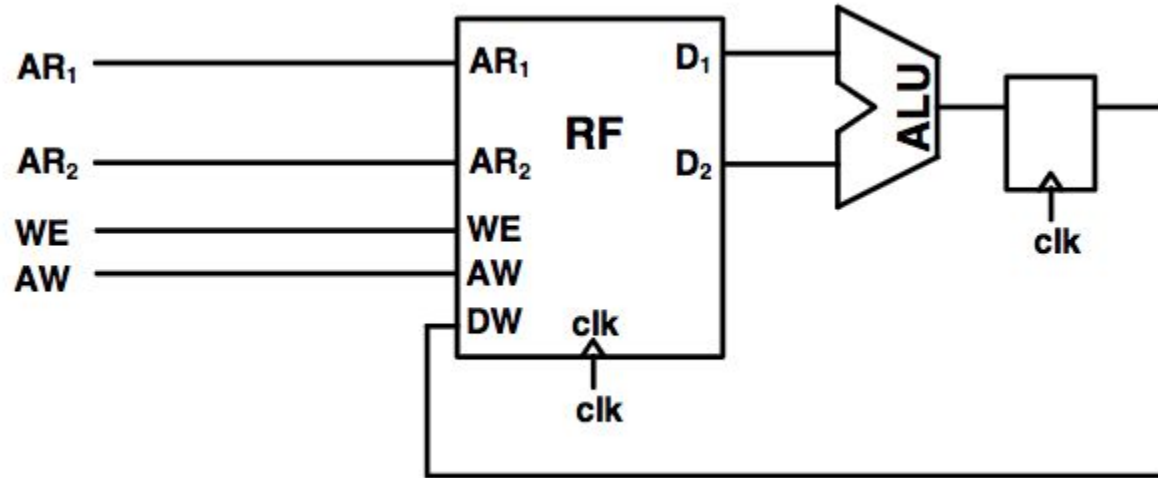 AR₁ AR₁ D₁
RF
ALU
AR₂ AR₂ D₂
WE WE
AW AW
DW clk
clk
clk